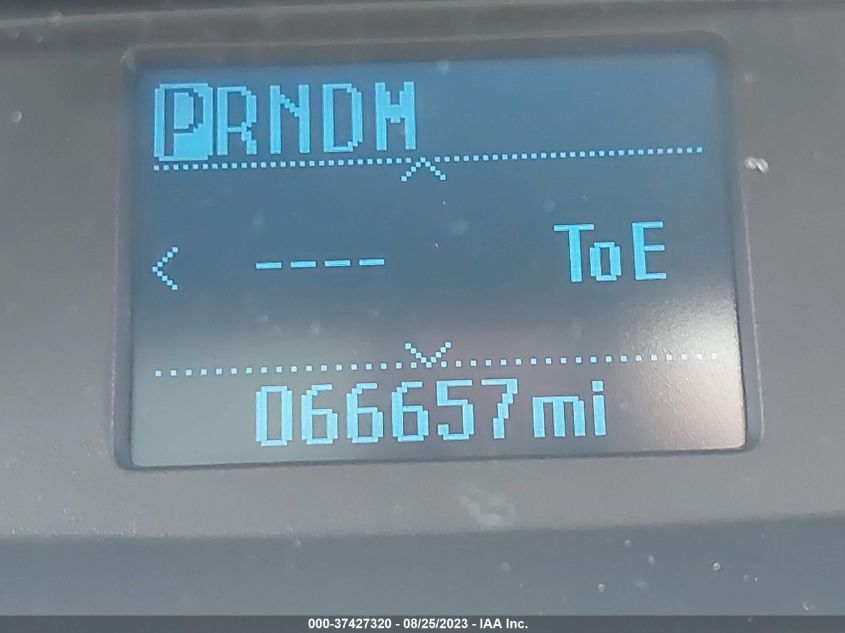 PRNDM
---- ToE
066657mi
000-37427320 - 08/25/2023 - IAA Inc.